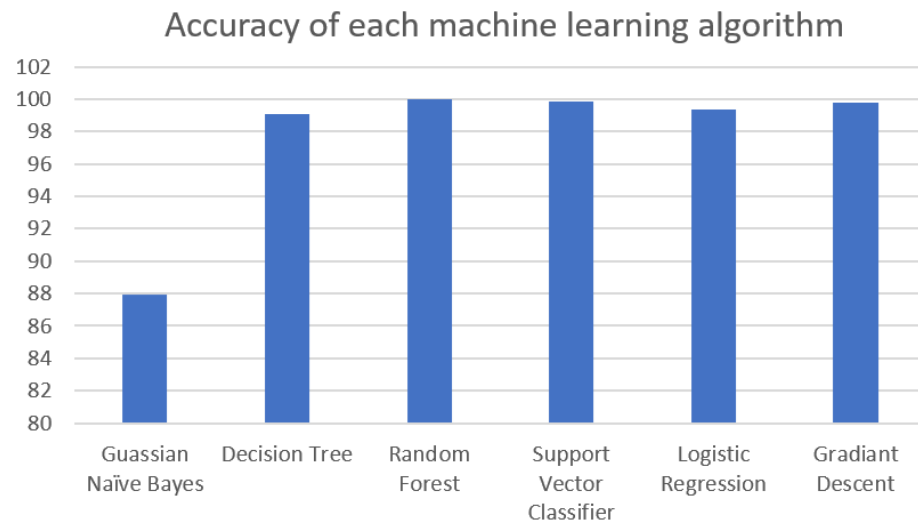 Accuracy of each machine learning algorithm
102
100
98
96
94
92
90
88
86
84
82
80
Guassian
Naïve Bayes
Decision Tree
Random
Forest
Support
Vector
Classifier
Logistic
Regression
Gradiant
Descent